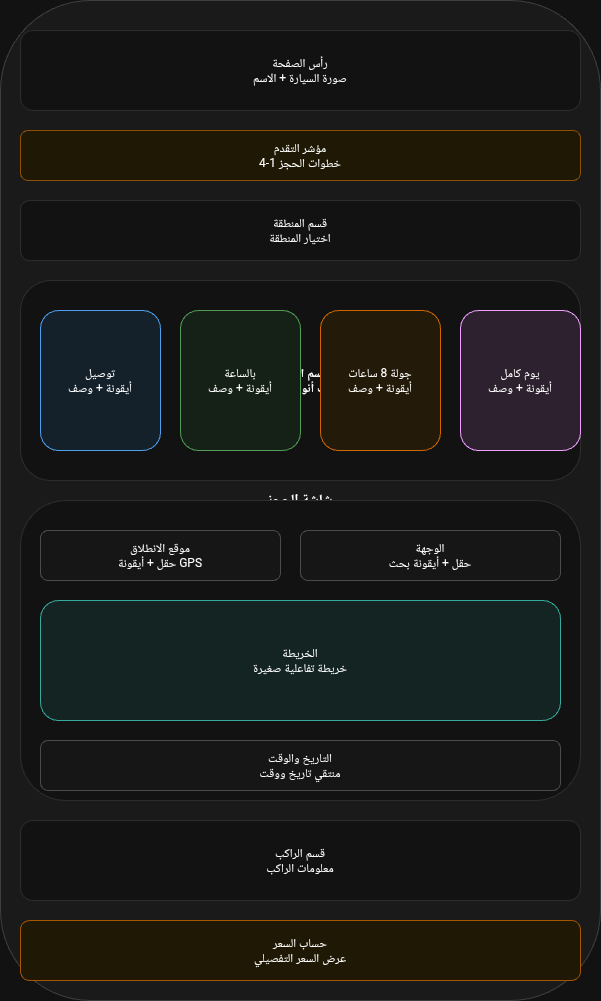 رأس الصفحة
صورة السيارة + الاسم
مؤشر التقدم
خطوات الحجز 1-4
قسم المنطقة
اختيار المنطقة
يوم كامل
أيقونة + وصف
جولة 8 ساعات
أيقونة + وصف
بالساعة
أيقونة + وصف
توصيل
أيقونة + وصف
الوجهة
حقل + أيقونة بحث
موقع الانطلاق
حقل + أيقونة GPS
الخريطة
خريطة تفاعلية صغيرة
التاريخ والوقت
منتقي تاريخ ووقت
قسم الراكب
معلومات الراكب
حساب السعر
عرض السعر التفصيلي